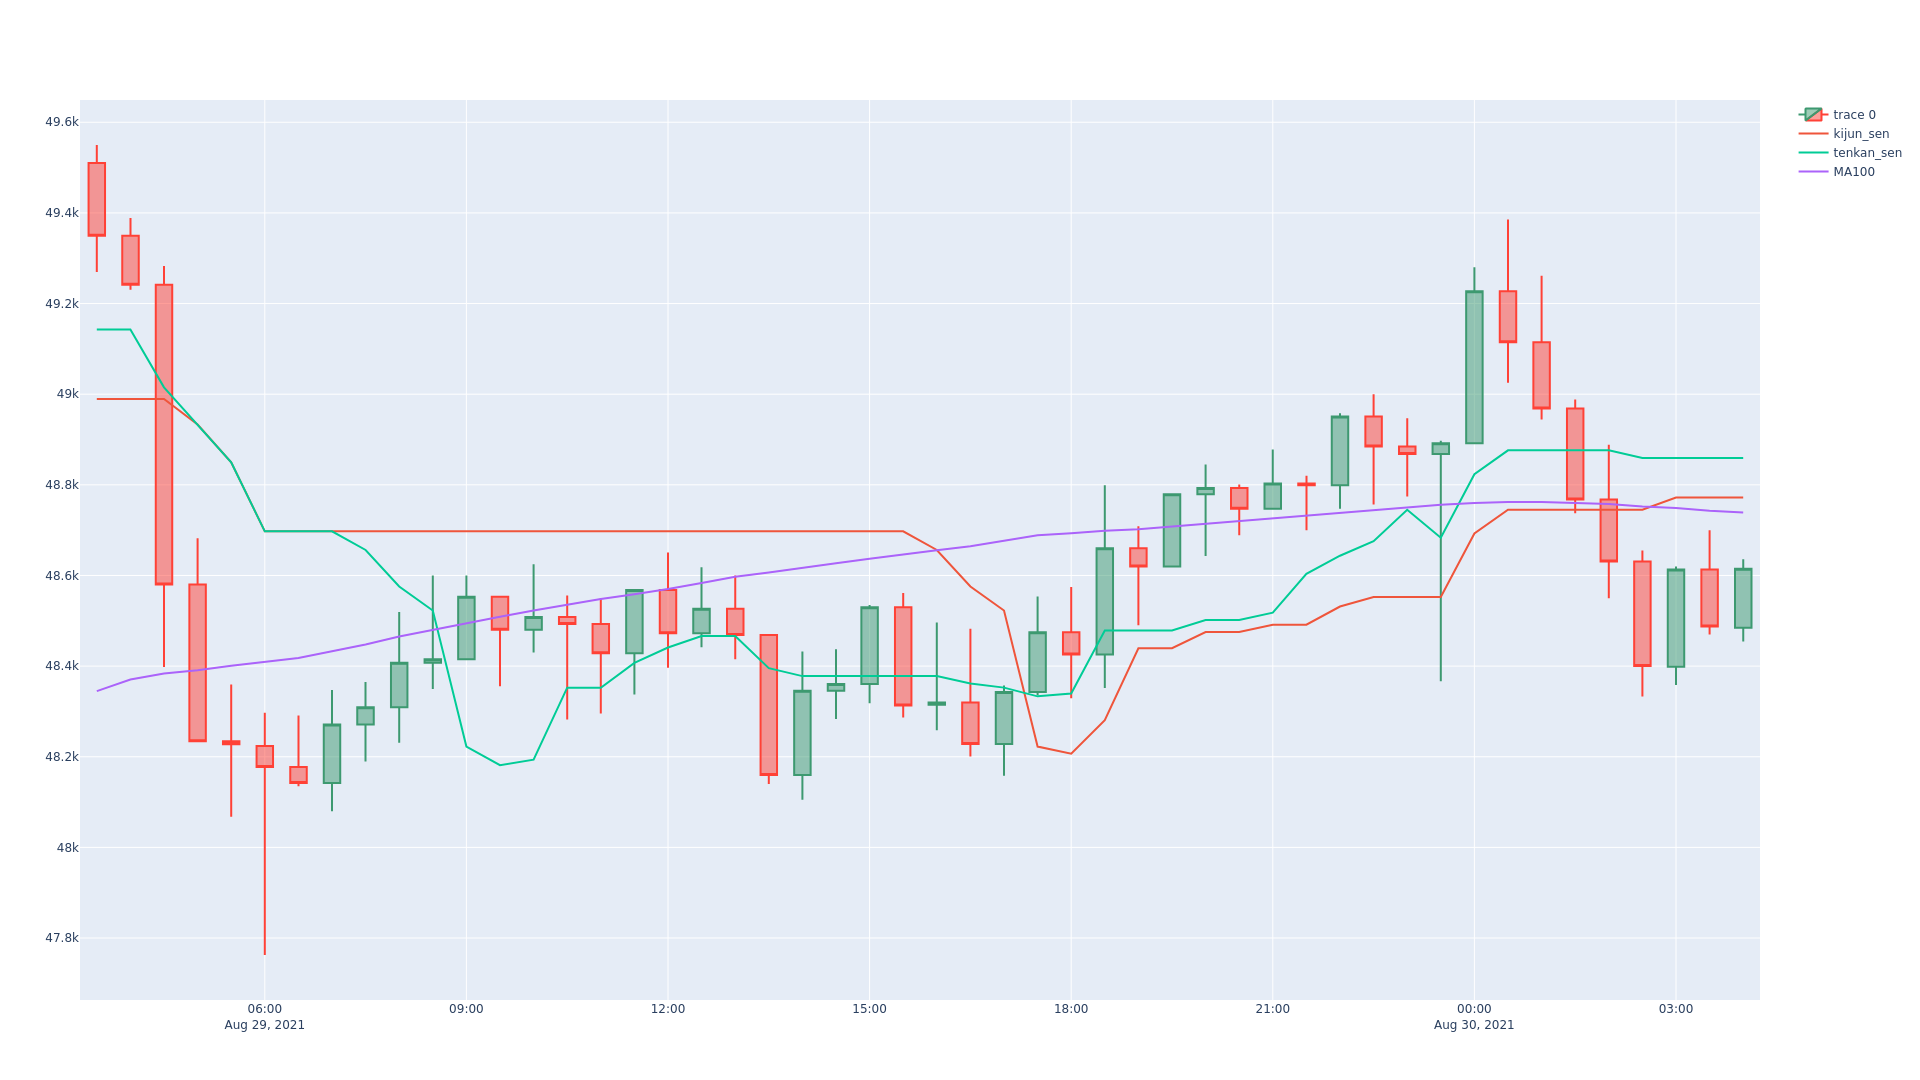 49.6k
49.4k
49.2k
49k
48.8k
48.6k
48.4k
48.2k
48k
47.8k
06:00
Aug 29, 2021
09:00
12:00
15:00
18:00
21:00
00:00
Aug 30, 2021
03:00
trace 0
kijun_sen
tenkan_sen
MA100